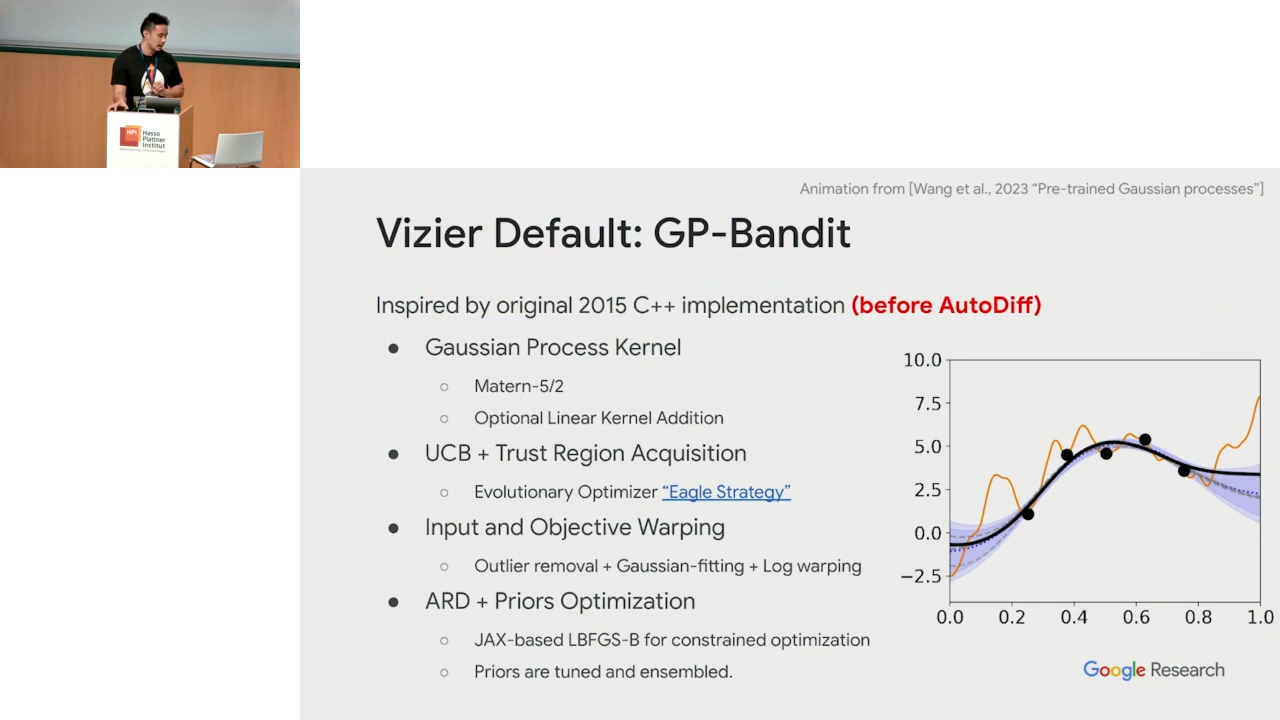 HPI Hasso
Plattner
Institut
Animation from [Wang et al., 2023 “Pre-trained Gaussian processes”]
Vizier Default: GP-Bandit
Inspired by original 2015 C++ implementation (before AutoDiff)
● Gaussian Process Kernel
○ Matern-5/2
○ Optional Linear Kernel Addition
● UCB + Trust Region Acquisition
○ Evolutionary Optimizer “Eagle Strategy”
● Input and Objective Warping
○ Outlier removal + Gaussian-fitting + Log warping
● ARD + Priors Optimization
○ JAX-based LBFGS-B for constrained optimization
○ Priors are tuned and ensembled.
10.0
7.5
5.0
2.5
0.0
−2.5
0.0 0.2 0.4 0.6 0.8 1.0
Google Research